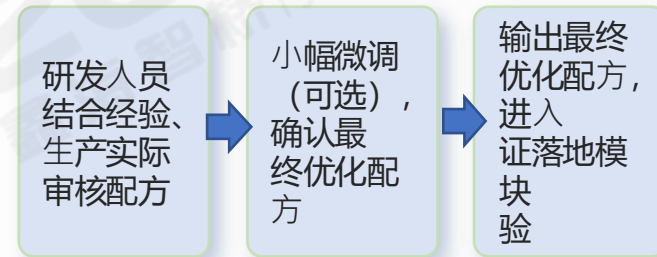 研发人员
结合经验、
生产实际
审核配方
小幅微调
（可选），
确认最
终优化配
方
输出最终
优化配方，
进入
证落地模
块
验